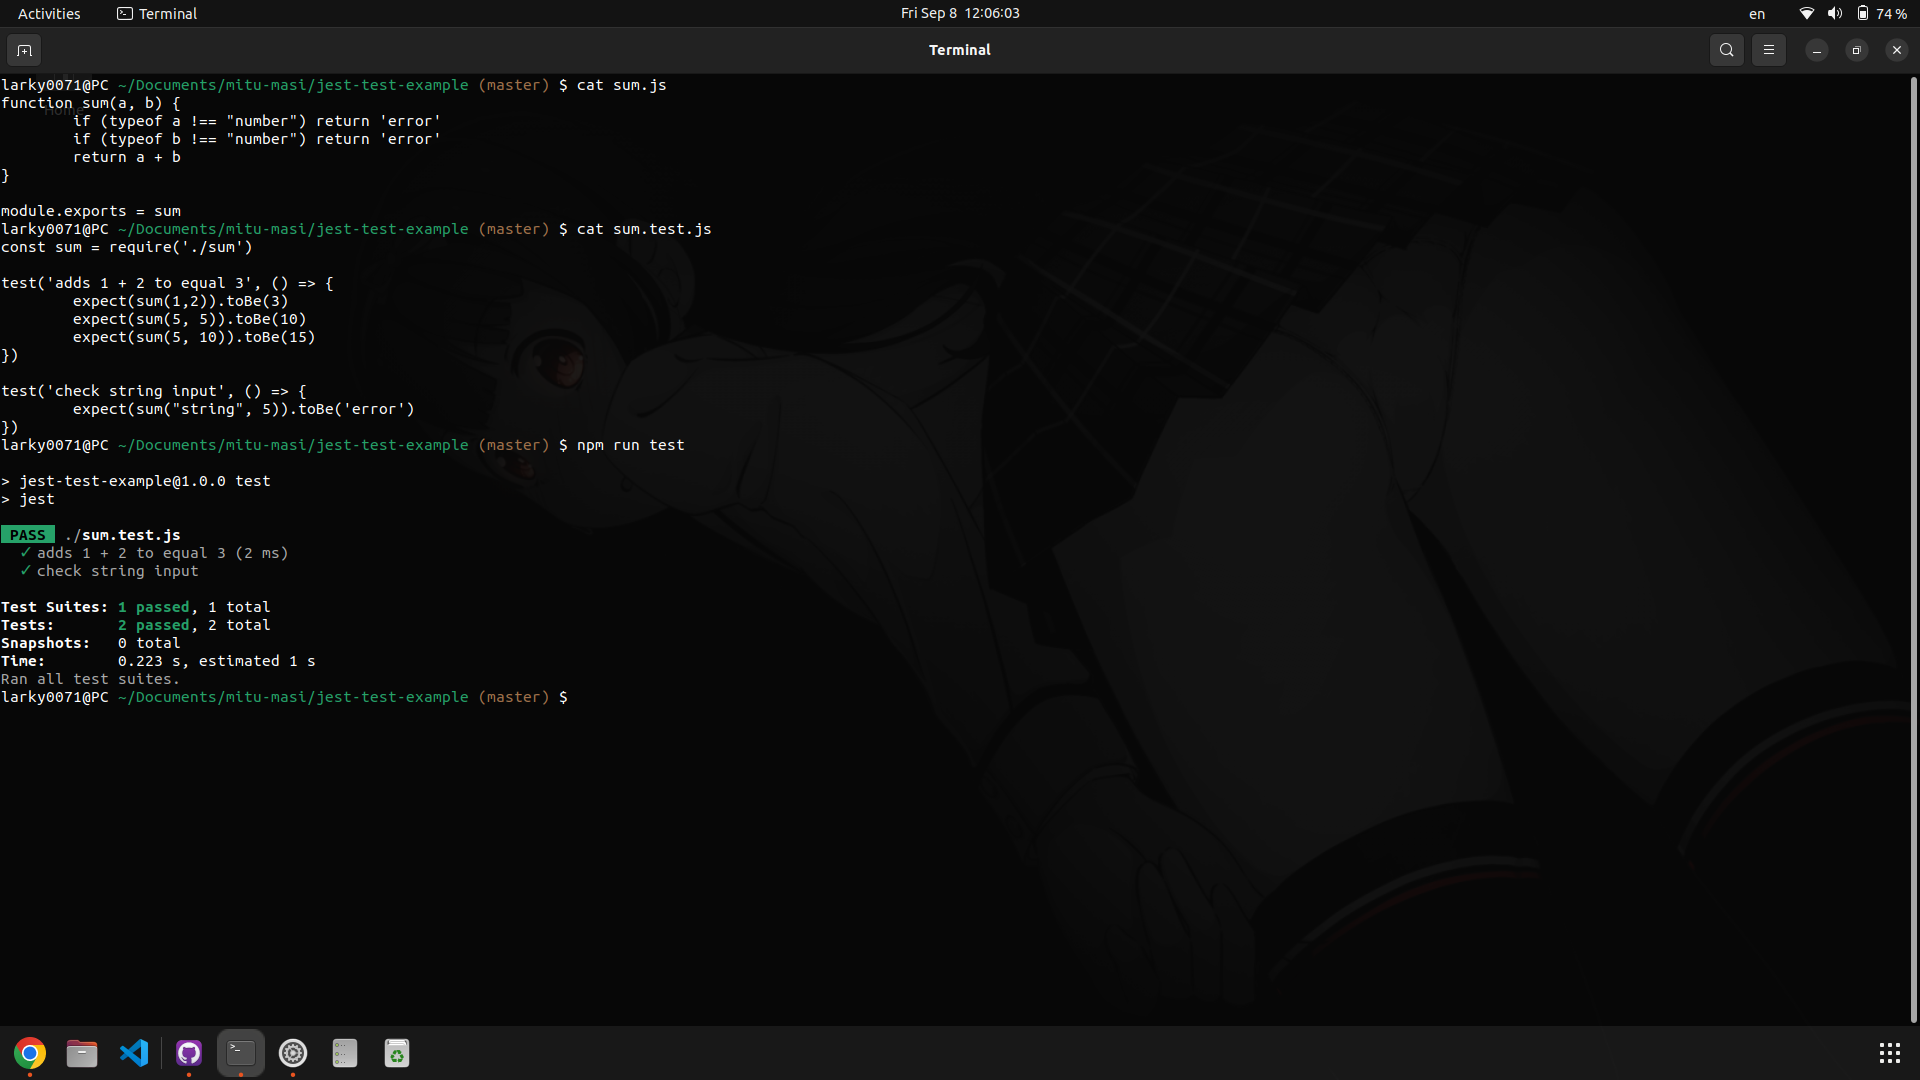 Activities Terminal Fri Sep 8 12:06:03 en 74 %
Terminal
larky0071@PC ~/Documents/mitu-masi/jest-test-example (master) $ cat sum.js
function sum(a, b) {
Home
        if (typeof a !== "number") return 'error'
        if (typeof b !== "number") return 'error'
        return a + b
}
module.exports = sum
larky0071@PC ~/Documents/mitu-masi/jest-test-example (master) $ cat sum.test.js
const sum = require('./sum')
test('adds 1 + 2 to equal 3', () => {
        expect(sum(1,2)).toBe(3)
        expect(sum(5, 5)).toBe(10)
        expect(sum(5, 10)).toBe(15)
})
test('check string input', () => {
        expect(sum("string", 5)).toBe('error')
})
larky0071@PC ~/Documents/mitu-masi/jest-test-example (master) $ npm run test
> jest-test-example@1.0.0 test
> jest
PASS ./sum.test.js
  ✓ adds 1 + 2 to equal 3 (2 ms)
  ✓ check string input
Test Suites: 1 passed, 1 total
Tests:       2 passed, 2 total
Snapshots:   0 total
Time:        0.223 s, estimated 1 s
Ran all test suites.
larky0071@PC ~/Documents/mitu-masi/jest-test-example (master) $